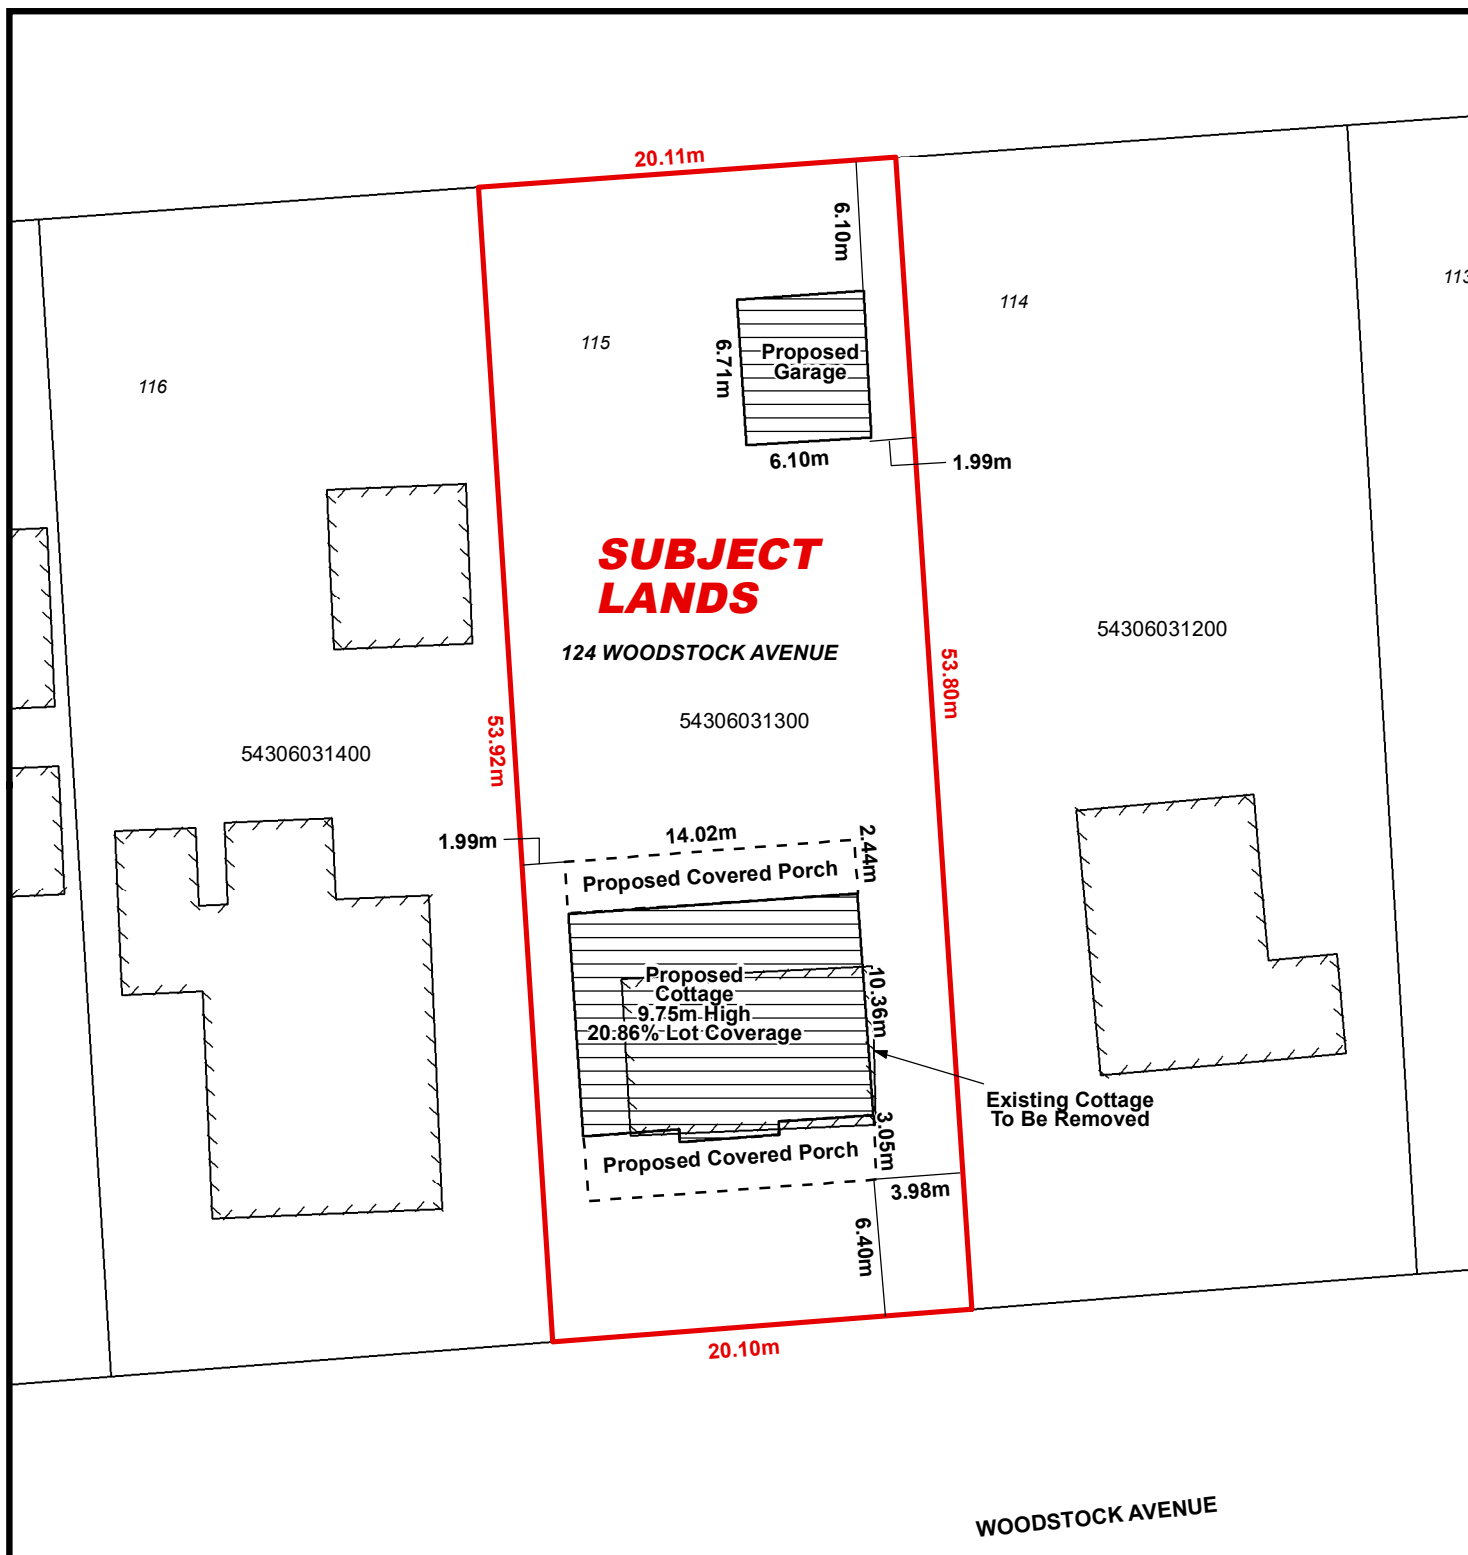 20.11m
6.10m
113
114
115
116
Proposed
Garage
6.71m
6.10m
1.99m
SUBJECT
LANDS
124 WOODSTOCK AVENUE
54306031200
53.80m
54306031300
53.92m
54306031400
1.99m
14.02m
2.44m
Proposed Covered Porch
Proposed
Cottage
9.75m High
20.86% Lot Coverage
10.36m
Existing Cottage
To Be Removed
3.05m
Proposed Covered Porch
3.98m
6.40m
20.10m
WOODSTOCK AVENUE